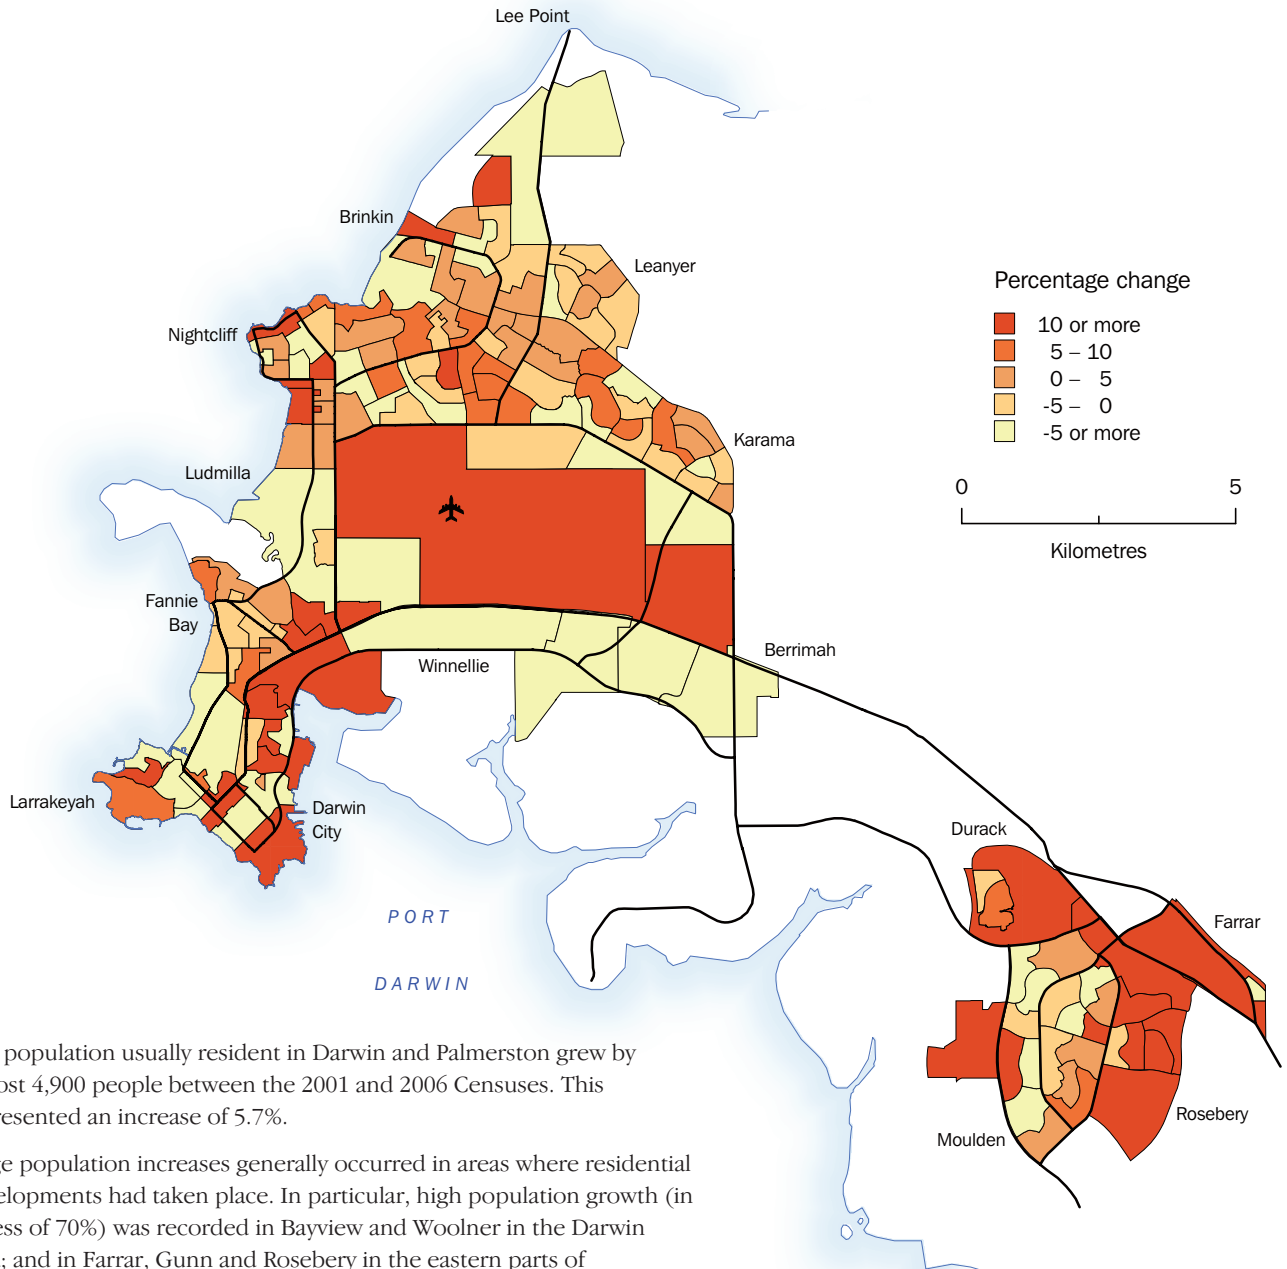 Lee Point
Brinkin
Leanyer
Nightcliff
Karama
Ludmilla
Fannie
Bay
Winnellie
Berrimah
Larrakeyah
Darwin
City
PORT
DARWIN
Durack
Farrar
Rosebery
Moulden
Percentage change
10 or more
5 – 10
0 – 5
-5 – 0
-5 or more
0 5
Kilometres
population usually resident in Darwin and Palmerston grew by
ost 4,900 people between the 2001 and 2006 Censuses. This
resented an increase of 5.7%.
ge population increases generally occurred in areas where residential
elopments had taken place. In particular, high population growth (in
ess of 70%) was recorded in Bayview and Woolner in the Darwin
; and in Farrar, Gunn and Rosebery in the eastern parts of